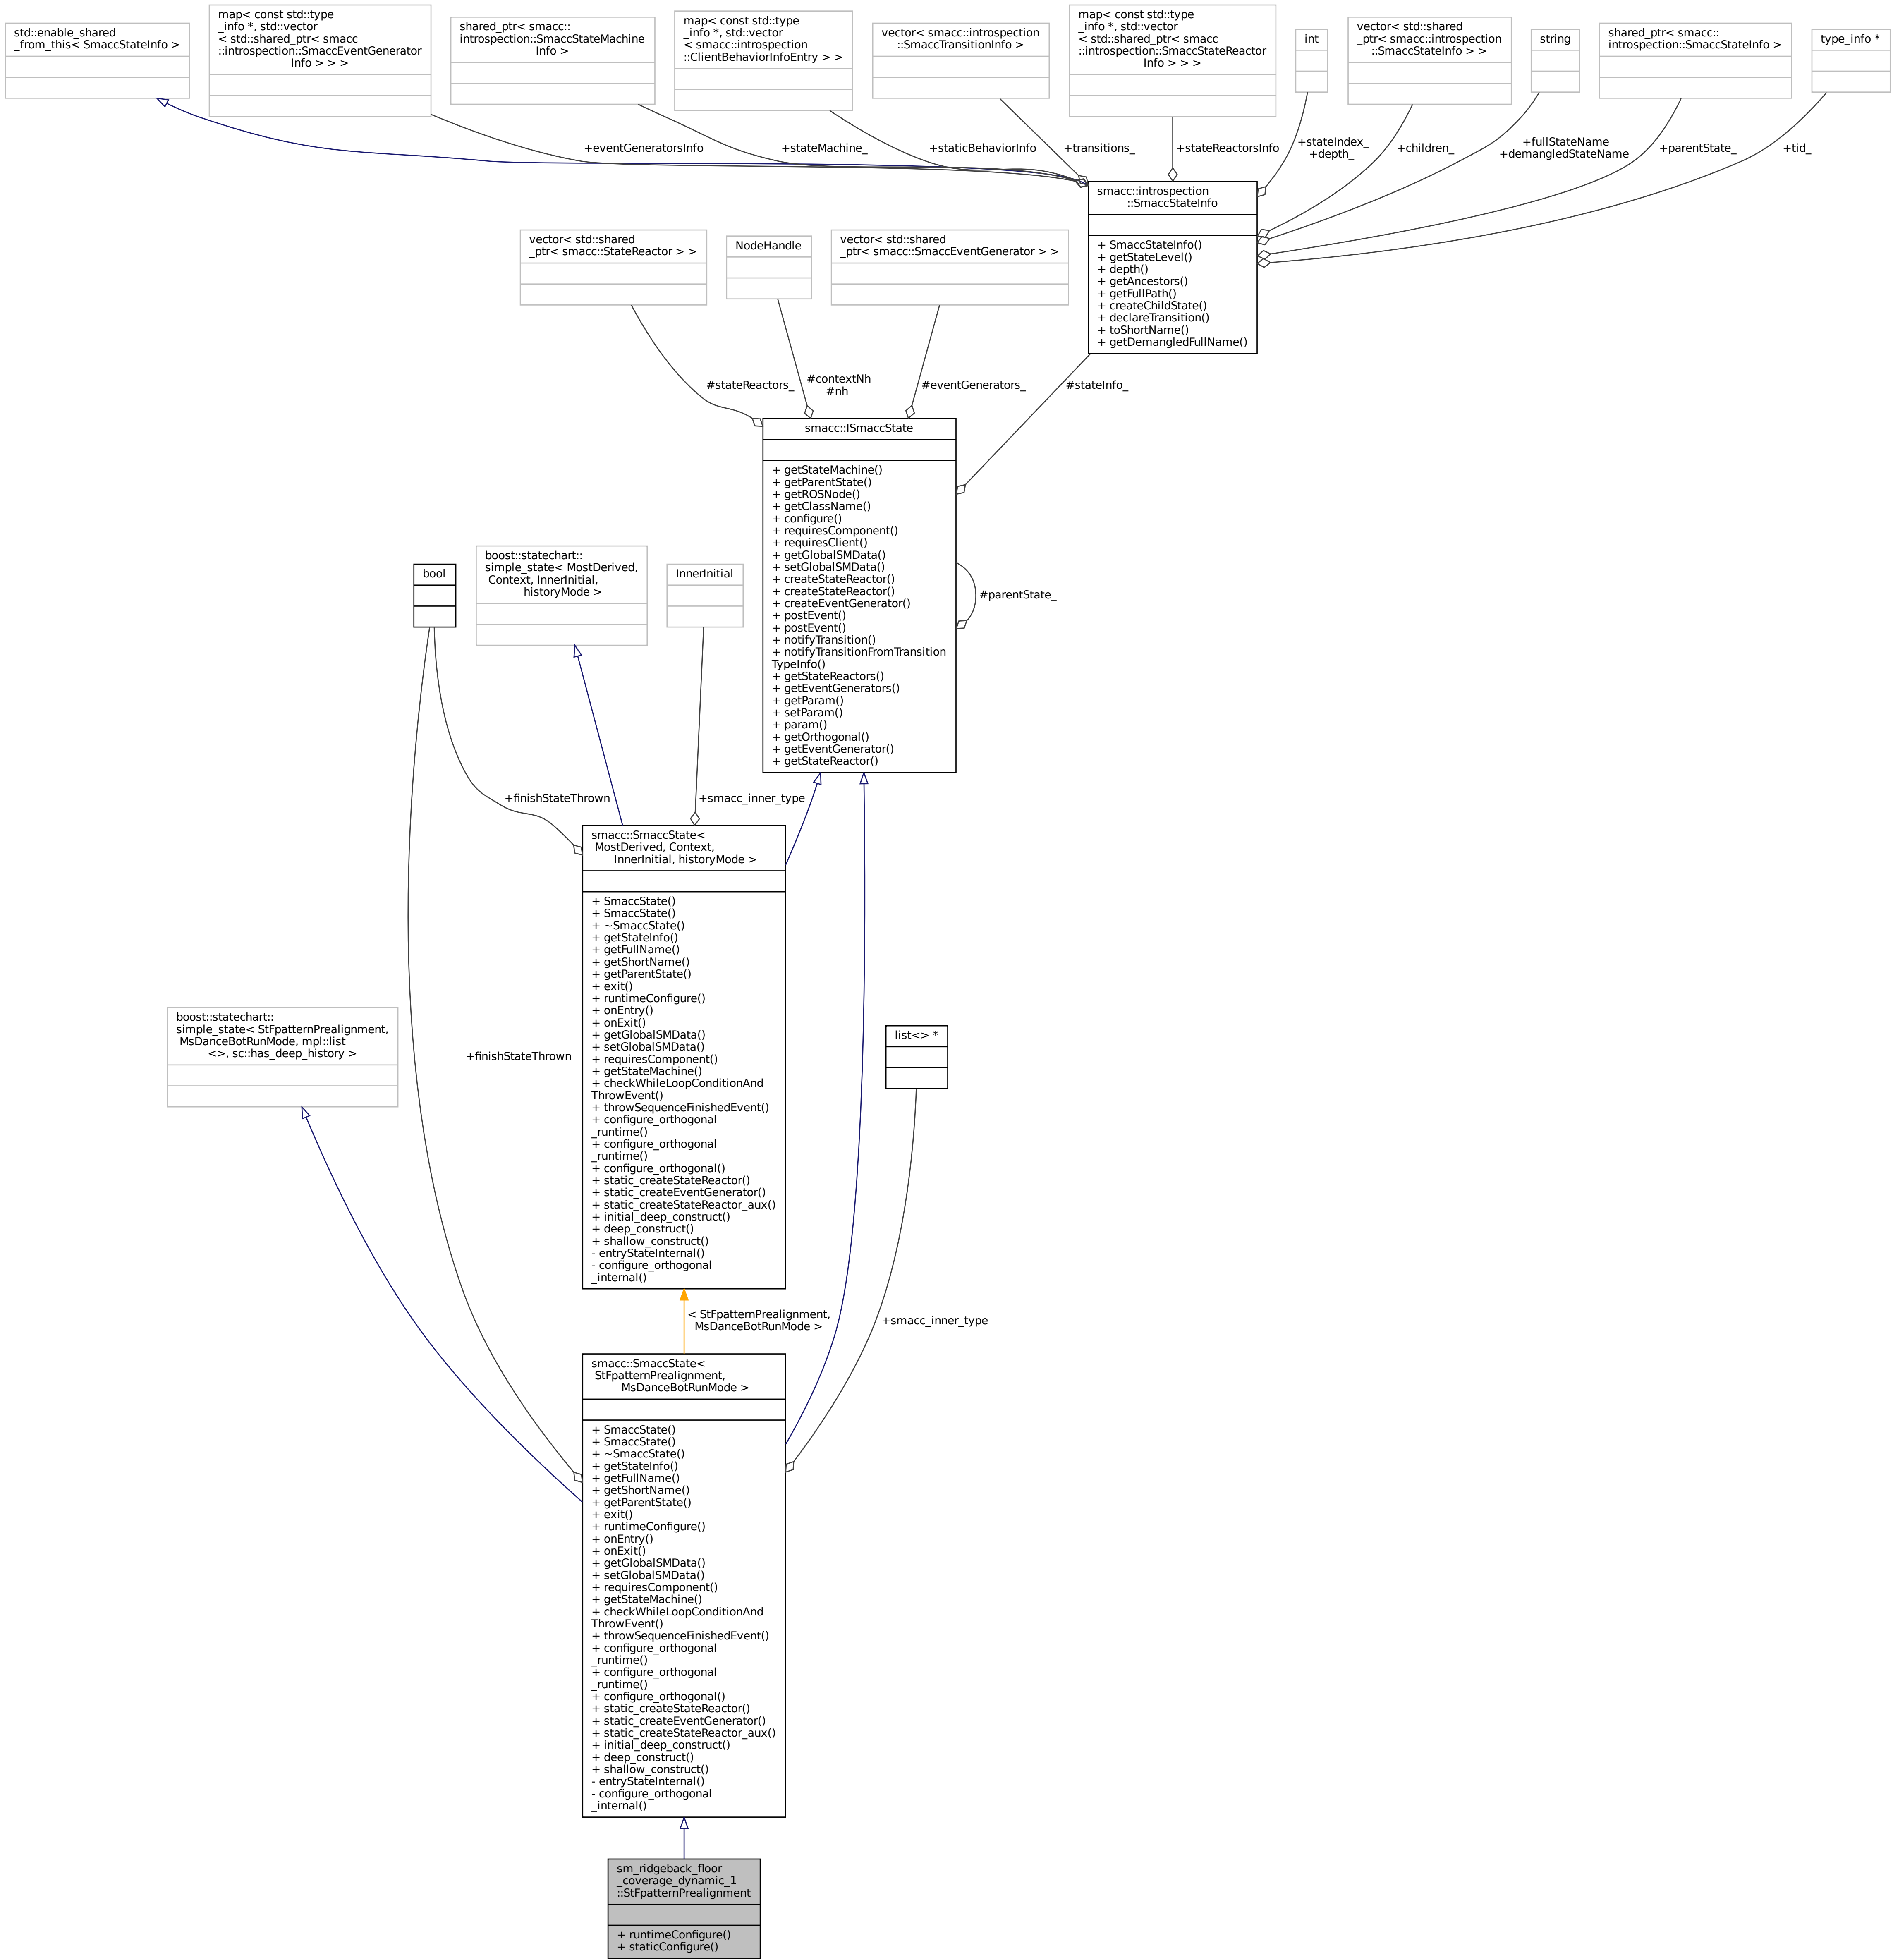 std::enable_shared
_from_this< SmaccStateInfo >
map< const std::type
_info *, std::vector
< std::shared_ptr< smacc
::introspection::SmaccEventGenerator
Info > > >
shared_ptr< smacc::
introspection::SmaccStateMachine
Info >
map< const std::type
_info *, std::vector
< smacc::introspection
::ClientBehaviorInfoEntry > >
vector< smacc::introspection
::SmaccTransitionInfo >
map< const std::type
_info *, std::vector
< std::shared_ptr< smacc
::introspection::SmaccStateReactor
Info > > >
int
vector< std::shared
_ptr< smacc::introspection
::SmaccStateInfo > >
string
shared_ptr< smacc::
introspection::SmaccStateInfo >
type_info *
+eventGeneratorsInfo
+stateMachine_
+staticBehaviorInfo
+transitions_
+stateReactorsInfo
+stateIndex_
+depth_
+children_
+fullStateName
+demangledStateName
+parentState_
+tid_
smacc::introspection
::SmaccStateInfo
+ SmaccStateInfo()
+ getStateLevel()
+ depth()
+ getAncestors()
+ getFullPath()
+ createChildState()
+ declareTransition()
+ toShortName()
+ getDemangledFullName()
vector< std::shared
_ptr< smacc::StateReactor > >
NodeHandle
vector< std::shared
_ptr< smacc::SmaccEventGenerator > >
#stateReactors_
#contextNh
#nh
#eventGenerators_
#stateInfo_
smacc::ISmaccState
+ getStateMachine()
+ getParentState()
+ getROSNode()
+ getClassName()
+ configure()
+ requiresComponent()
+ requiresClient()
+ getGlobalSMData()
+ setGlobalSMData()
+ createStateReactor()
+ createStateReactor()
+ createEventGenerator()
+ postEvent()
+ postEvent()
+ notifyTransition()
+ notifyTransitionFromTransition
TypeInfo()
+ getStateReactors()
+ getEventGenerators()
+ getParam()
+ setParam()
+ param()
+ getOrthogonal()
+ getEventGenerator()
+ getStateReactor()
#parentState_
bool
boost::statechart::
simple_state< MostDerived,
Context, InnerInitial,
historyMode >
InnerInitial
+finishStateThrown
+smacc_inner_type
smacc::SmaccState<
MostDerived, Context,
InnerInitial, historyMode >
+ SmaccState()
+ SmaccState()
+ ~SmaccState()
+ getStateInfo()
+ getFullName()
+ getShortName()
+ getParentState()
+ exit()
+ runtimeConfigure()
+ onEntry()
+ onExit()
+ getGlobalSMData()
+ setGlobalSMData()
+ requiresComponent()
+ getStateMachine()
+ checkWhileLoopConditionAnd
ThrowEvent()
+ throwSequenceFinishedEvent()
+ configure_orthogonal
_runtime()
+ configure_orthogonal
_runtime()
+ configure_orthogonal()
+ static_createStateReactor()
+ static_createEventGenerator()
+ static_createStateReactor_aux()
+ initial_deep_construct()
+ deep_construct()
+ shallow_construct()
- entryStateInternal()
- configure_orthogonal
_internal()
boost::statechart::
simple_state< StFpatternPrealignment,
MsDanceBotRunMode, mpl::list
<>, sc::has_deep_history >
+finishStateThrown
list<> *
< StFpatternPrealignment,
MsDanceBotRunMode >
+smacc_inner_type
smacc::SmaccState<
StFpatternPrealignment,
MsDanceBotRunMode >
+ SmaccState()
+ SmaccState()
+ ~SmaccState()
+ getStateInfo()
+ getFullName()
+ getShortName()
+ getParentState()
+ exit()
+ runtimeConfigure()
+ onEntry()
+ onExit()
+ getGlobalSMData()
+ setGlobalSMData()
+ requiresComponent()
+ getStateMachine()
+ checkWhileLoopConditionAnd
ThrowEvent()
+ throwSequenceFinishedEvent()
+ configure_orthogonal
_runtime()
+ configure_orthogonal
_runtime()
+ configure_orthogonal()
+ static_createStateReactor()
+ static_createEventGenerator()
+ static_createStateReactor_aux()
+ initial_deep_construct()
+ deep_construct()
+ shallow_construct()
- entryStateInternal()
- configure_orthogonal
_internal()
sm_ridgeback_floor
_coverage_dynamic_1
::StFpatternPrealignment
+ runtimeConfigure()
+ staticConfigure()